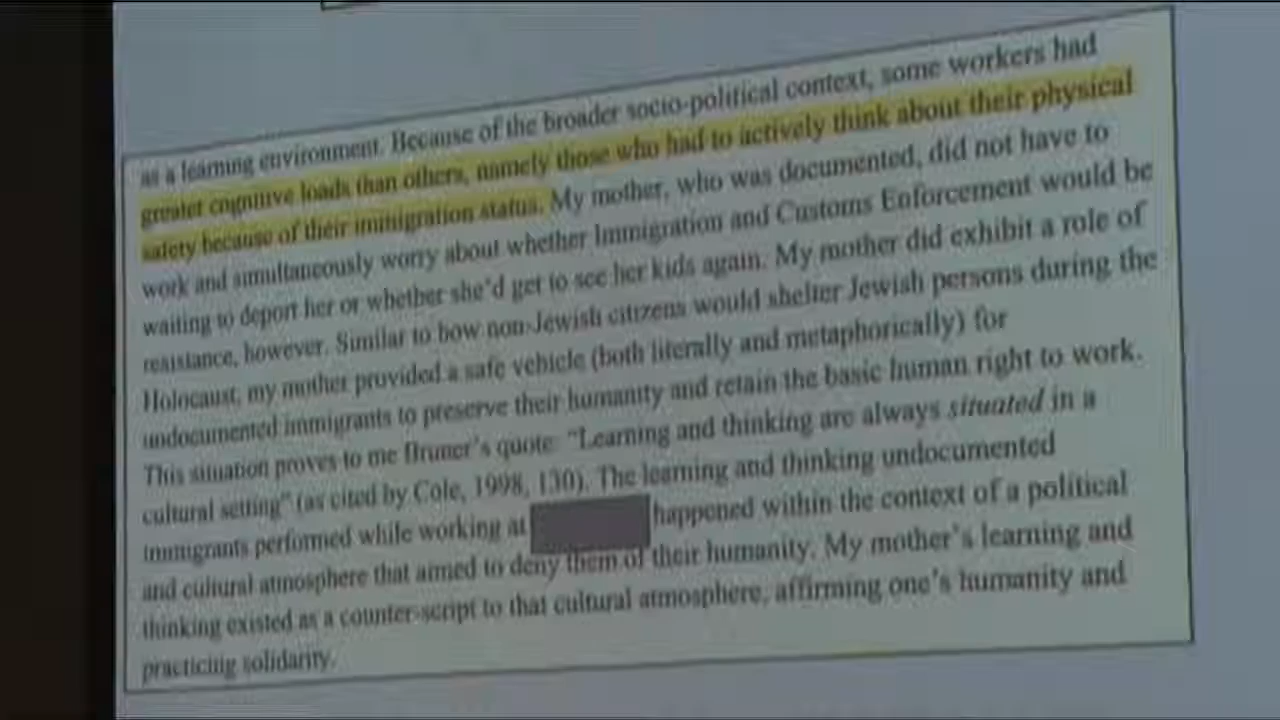 as a learning environment. Because of the broader socio-political context, some workers had
greater cognitive loads than others, namely those who had to actively think about their physical
safety because of their immigration status. My mother, who was documented, did not have to
work and simultaneously worry about whether Immigration and Customs Enforcement would be
waiting to deport her or whether she'd get to see her kids again. My mother did exhibit a role of
resistance, however. Similar to how non-Jewish citizens would shelter Jewish persons during the
Holocaust, my mother provided a safe vehicle (both literally and metaphorically) for
undocumented immigrants to preserve their humanity and retain the basic human right to work.
This situation proves to me Bruner's quote: "Learning and thinking are always situated in a
cultural setting" (as cited by Cole, 1998, 130). The learning and thinking undocumented
immigrants performed while working at happened within the context of a political
and cultural atmosphere that aimed to deny them of their humanity. My mother's learning and
thinking existed as a counter-script to that cultural atmosphere, affirming one's humanity and
practicing solidarity.